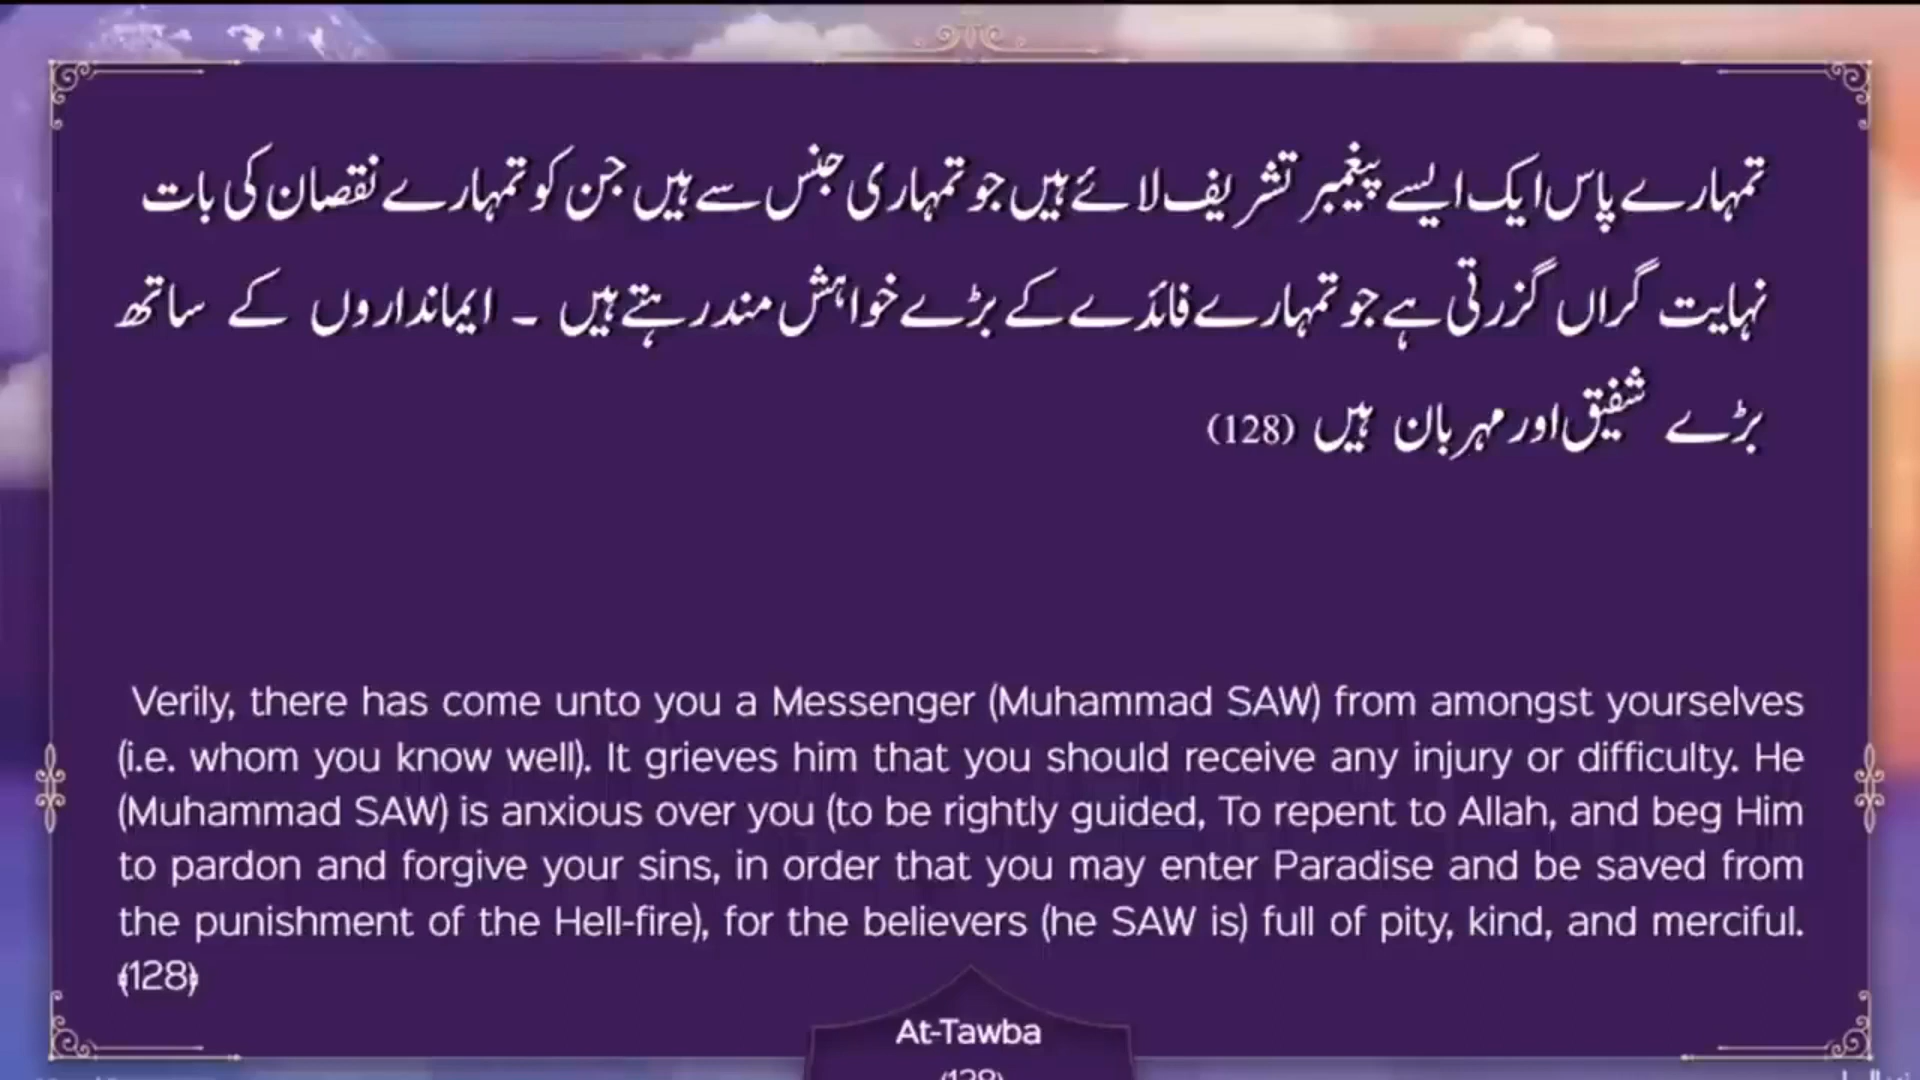 تمہارے پاس ایک ایسے پیغمبر تشریف لائے ہیں جو تمہاری جنس سے ہیں جن کو تمہارے نقصان کی بات
نہایت گراں گزرتی ہے جو تمہارے فائدے کے بڑے خواہش مند رہتے ہیں ۔ ایمانداروں کے ساتھ
بڑے شفیق اور مہربان ہیں (128)
Verily, there has come unto you a Messenger (Muhammad SAW) from amongst yourselves
(i.e. whom you know well). It grieves him that you should receive any injury or difficulty. He
(Muhammad SAW) is anxious over you (to be rightly guided, To repent to Allah, and beg Him
to pardon and forgive your sins, in order that you may enter Paradise and be saved from
the punishment of the Hell-fire), for the believers (he SAW is) full of pity, kind, and merciful.
(128)
At-Tawba
(128)